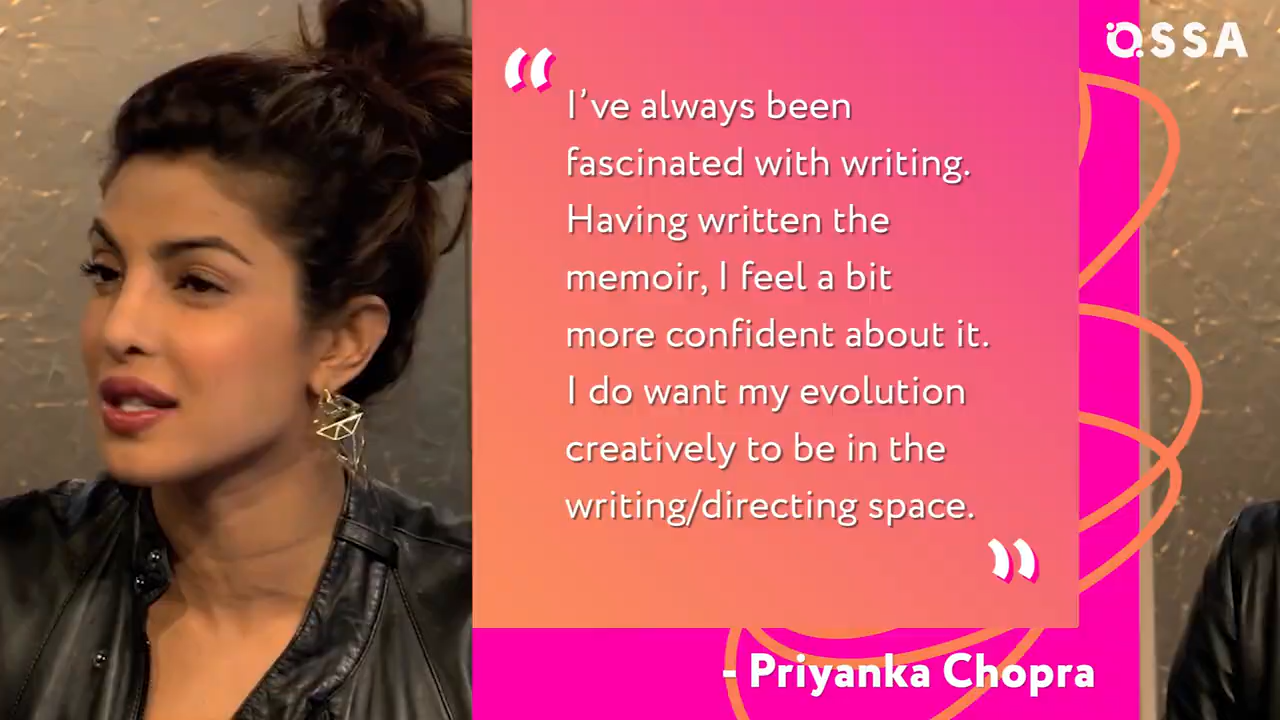 QSSA
“
I’ve always been
fascinated with writing.
Having written the
memoir, I feel a bit
more confident about it.
I do want my evolution
creatively to be in the
writing/directing space.
”
- Priyanka Chopra